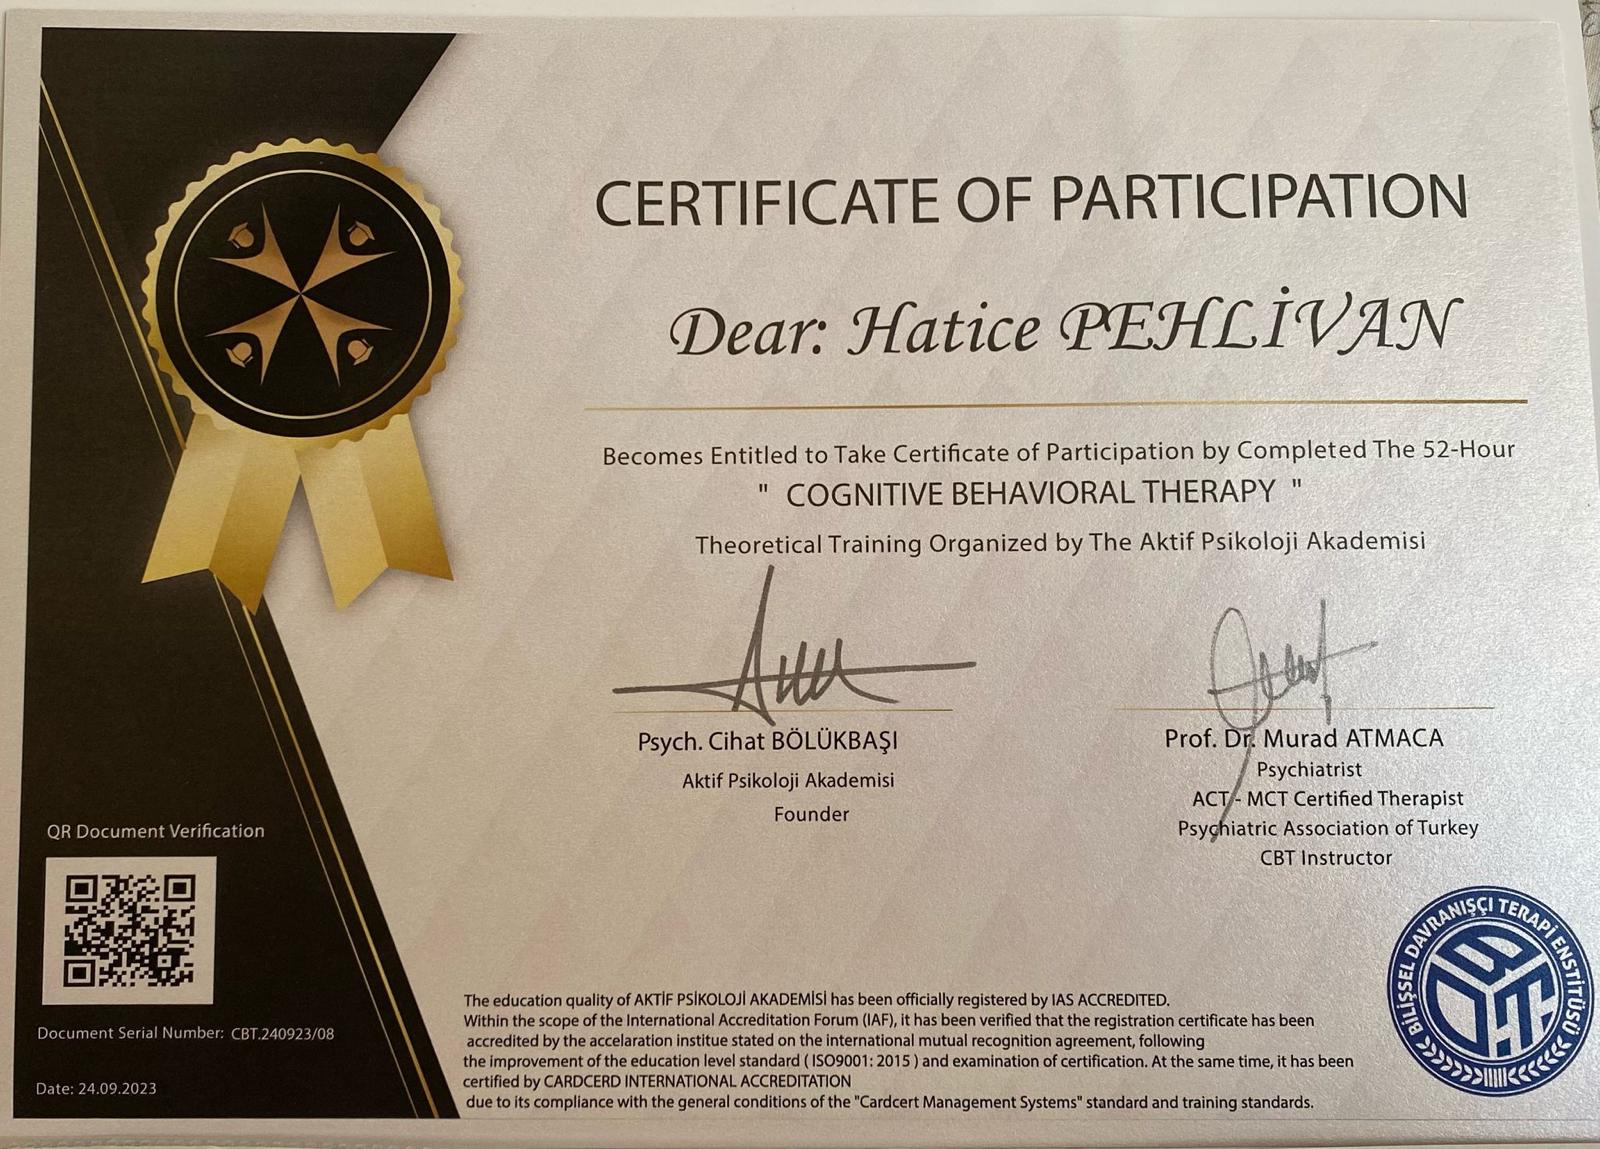 CERTIFICATE OF PARTICIPATION
Dear: Hatice PEHLİVAN
Becomes Entitled to Take Certificate of Participation by Completed The 52-Hour
" COGNITIVE BEHAVIORAL THERAPY "
Theoretical Training Organized by The Aktif Psikoloji Akademisi
Psych. Cihat BÖLÜKBAŞI
Aktif Psikoloji Akademisi
Founder
Prof. Dr. Murad ATMACA
Psychiatrist
ACT - MCT Certified Therapist
Psychiatric Association of Turkey
CBT Instructor
QR Document Verification
Document Serial Number: CBT.240923/08
Date: 24.09.2023
The education quality of AKTİF PSİKOLOJİ AKADEMİSİ has been officially registered by IAS ACCREDITED.
Within the scope of the International Accreditation Forum (IAF), it has been verified that the registration certificate has been
accredited by the accelaration institue stated on the international mutual recognition agreement, following
the improvement of the education level standard ( ISO9001: 2015 ) and examination of certification. At the same time, it has been
certified by CARDCERD INTERNATIONAL ACCREDITATION
due to its compliance with the general conditions of the "Cardcert Management Systems" standard and training standards.
BİLİŞSEL DAVRANIŞÇI TERAPİ ENSTİTÜSÜ